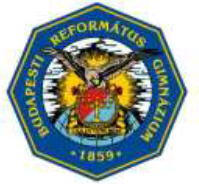 BUDAPESTI REFORMÁTUS GIMNÁZIUM
•1859•